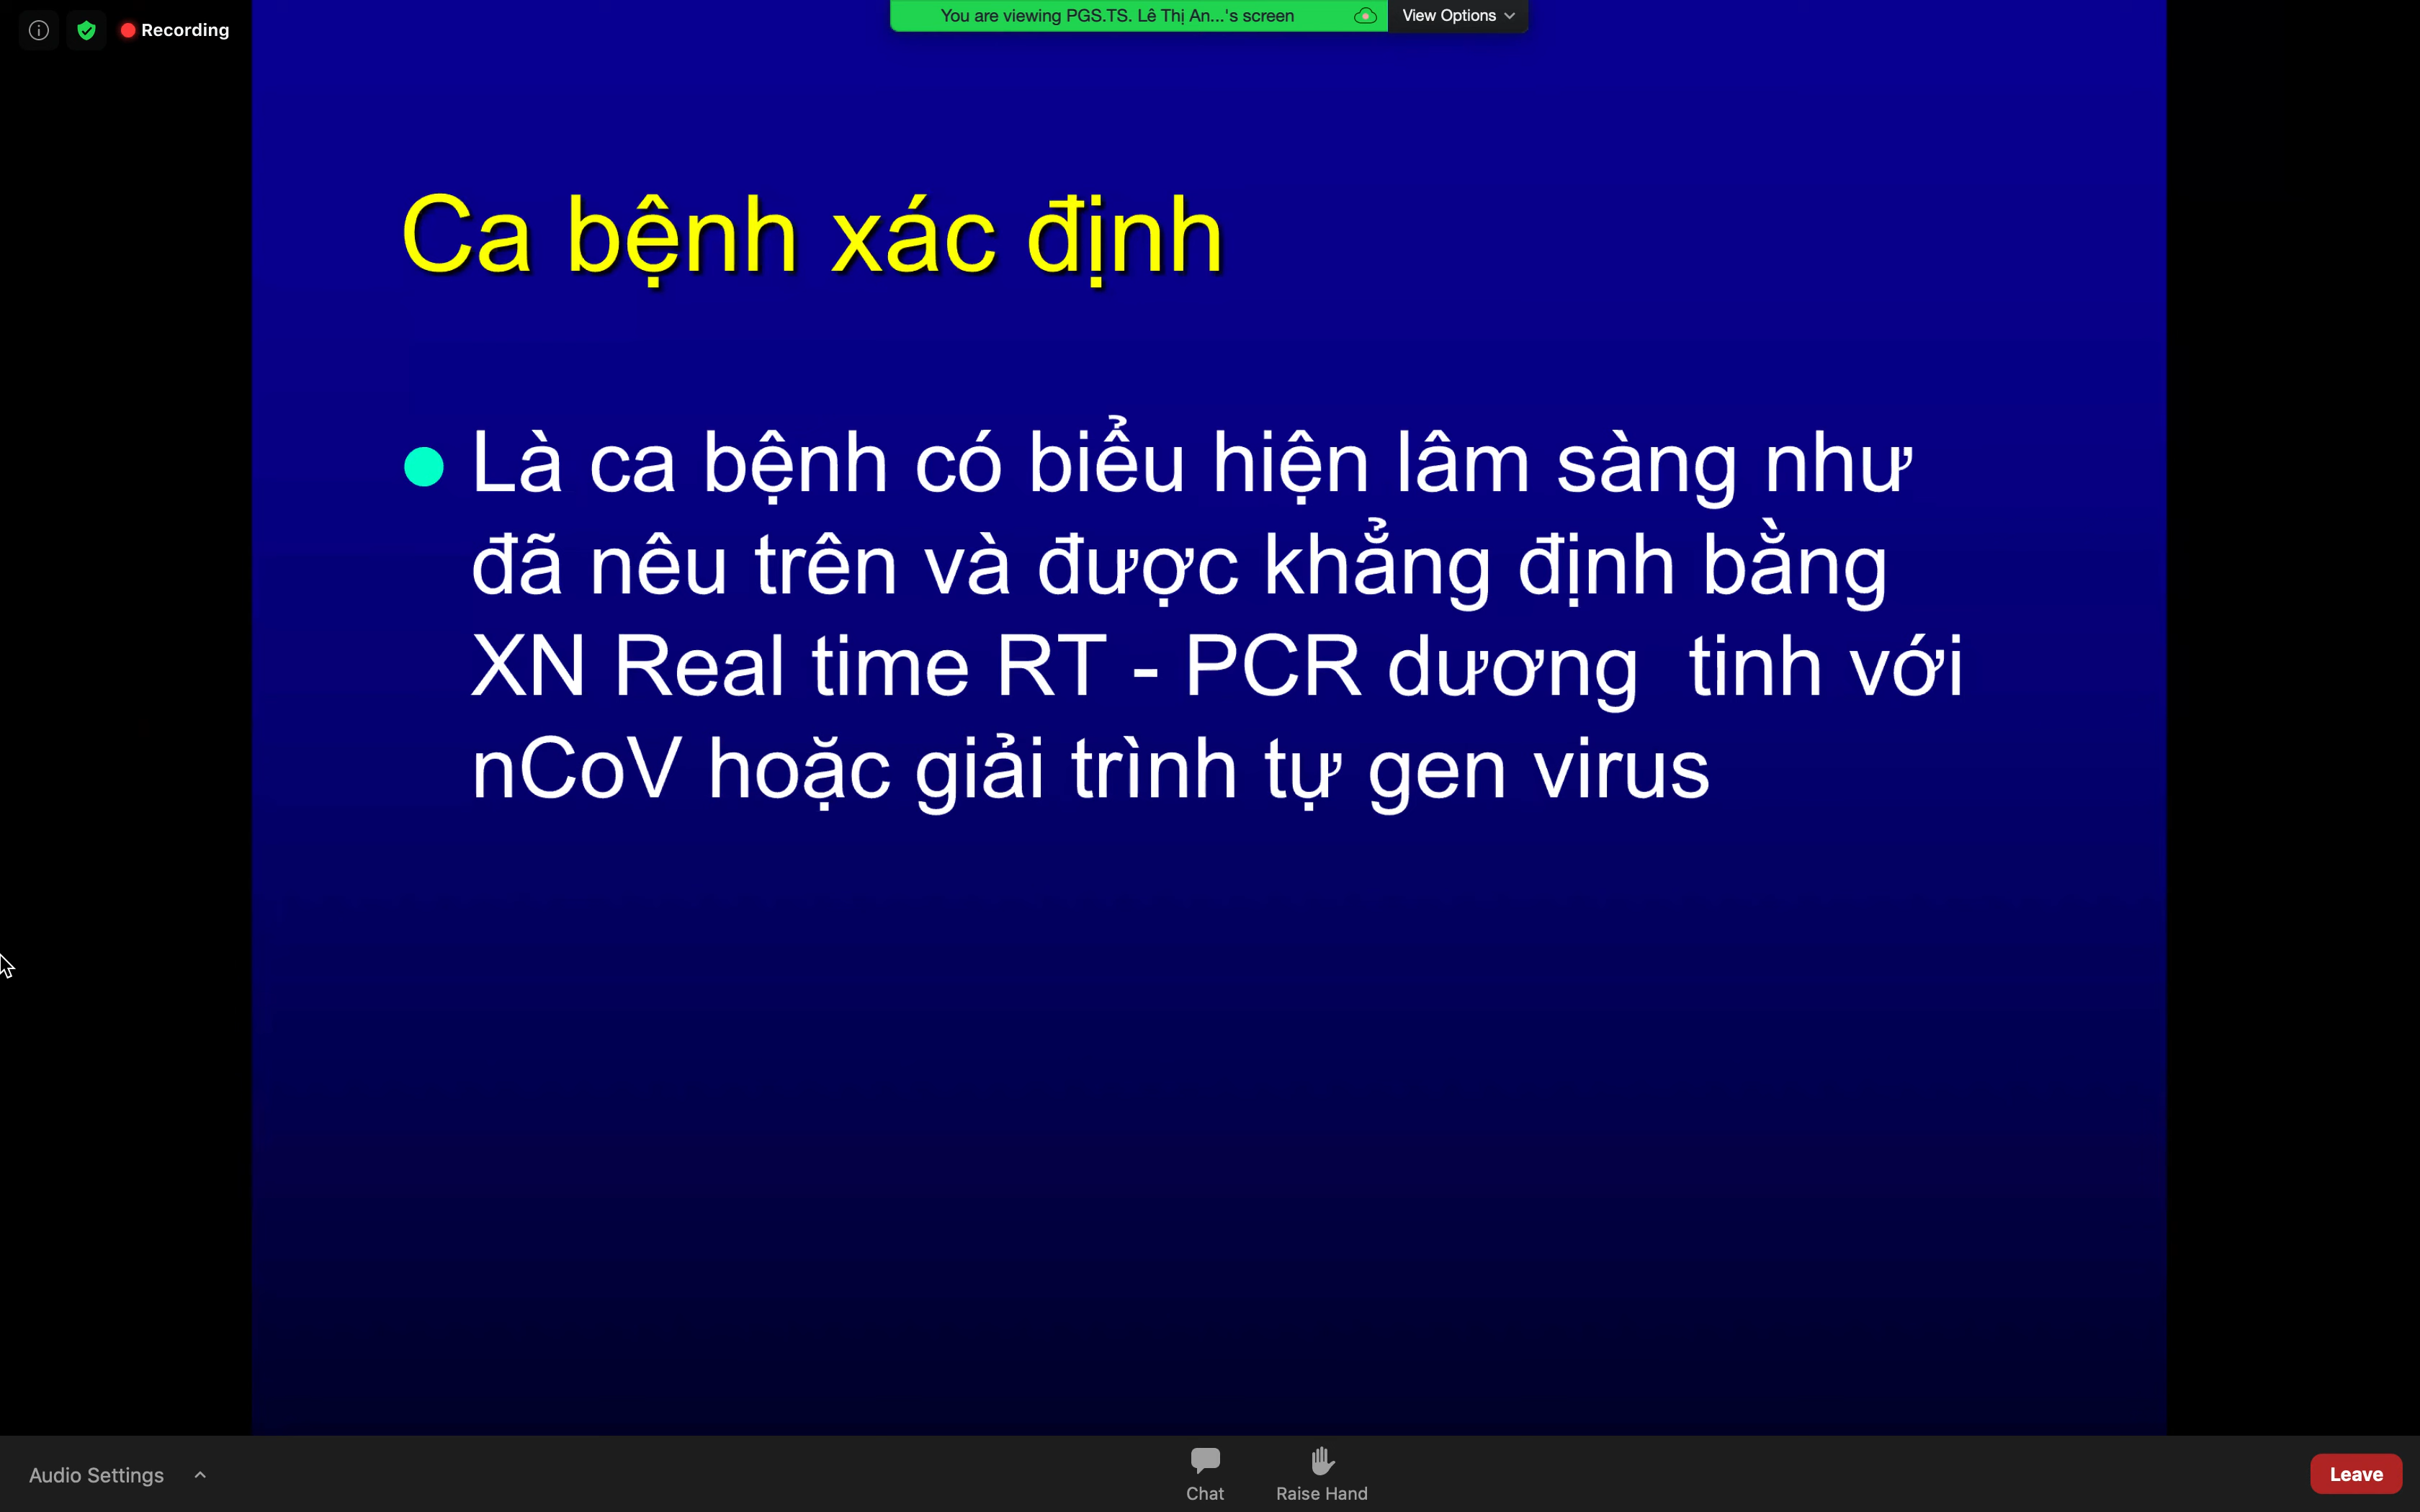 Recording
You are viewing PGS.TS. Lê Thị An...'s screen
View Options
Ca bệnh xác định
Là ca bệnh có biểu hiện lâm sàng như
đã nêu trên và được khẳng định bằng
XN Real time RT - PCR dương  tinh với
nCoV hoặc giải trình tự gen virus
Audio Settings
Chat
Raise Hand
Leave